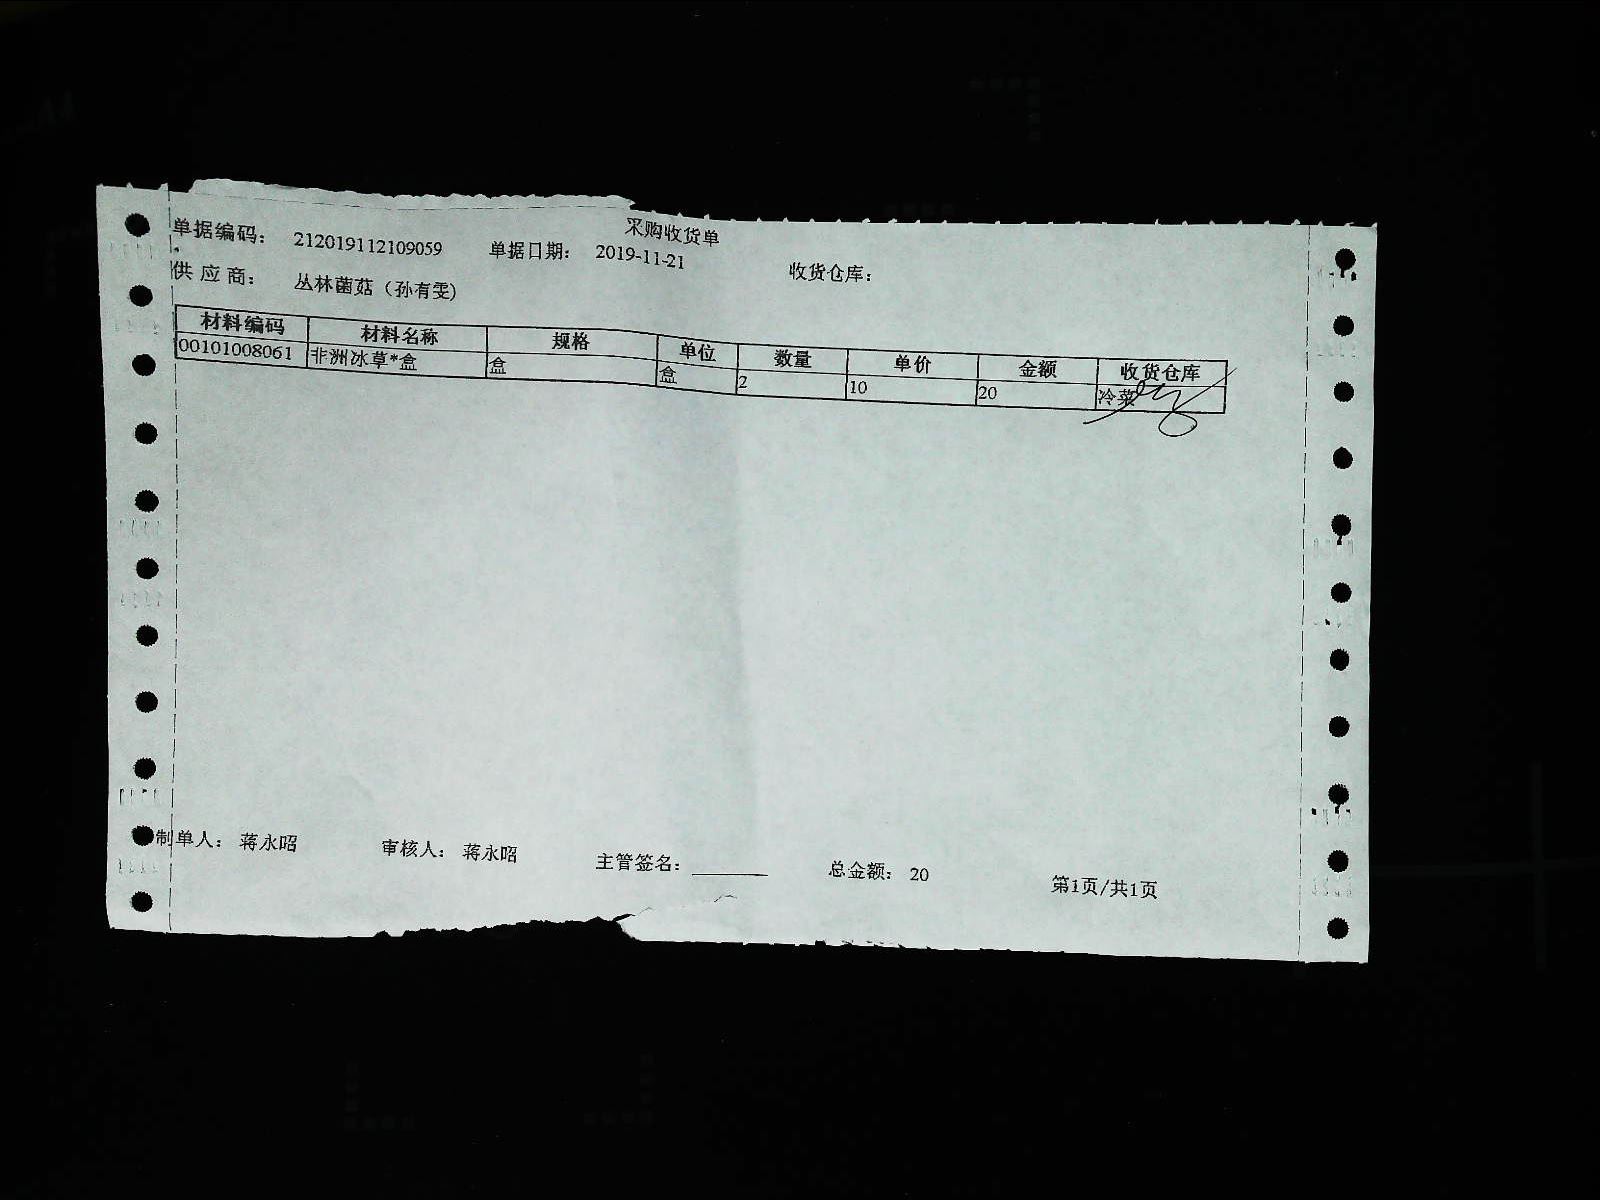 采购收货单
单据编码： 212019112109059 单据日期： 2019-11-21 收货仓库：
供 应 商： 丛林菌菇（孙有雯）
材料编码 材料名称 规格 单位 数量 单价 金额 收货仓库
00101008061 非洲冰草*盒 盒 盒 2 10 20 冷菜
制单人： 蒋永昭 审核人： 蒋永昭 主管签名： 总金额： 20 第1页/共1页